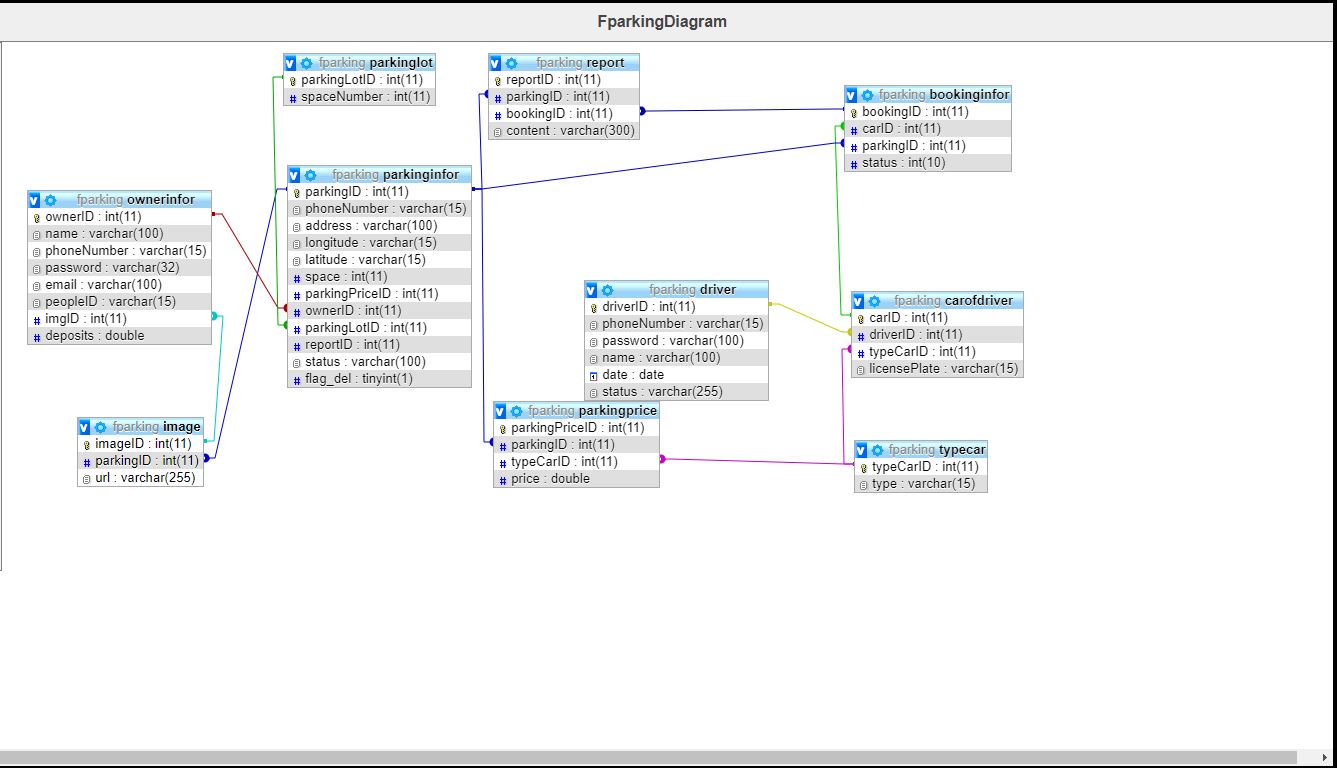 FparkingDiagram
fparking parkinglot
parkingLotID : int(11)
spaceNumber : int(11)
fparking report
reportID : int(11)
parkingID : int(11)
bookingID : int(11)
content : varchar(300)
fparking bookinginfor
bookingID : int(11)
carID : int(11)
parkingID : int(11)
status : int(10)
fparking parkinginfor
parkingID : int(11)
phoneNumber : varchar(15)
address : varchar(100)
longitude : varchar(15)
latitude : varchar(15)
space : int(11)
parkingPriceID : int(11)
ownerID : int(11)
parkingLotID : int(11)
reportID : int(11)
status : varchar(100)
flag_del : tinyint(1)
fparking ownerinfor
ownerID : int(11)
name : varchar(100)
phoneNumber : varchar(15)
password : varchar(32)
email : varchar(100)
peopleID : varchar(15)
imgID : int(11)
deposits : double
fparking driver
driverID : int(11)
phoneNumber : varchar(15)
password : varchar(100)
name : varchar(100)
date : date
status : varchar(255)
fparking carofdriver
carID : int(11)
driverID : int(11)
typeCarID : int(11)
licensePlate : varchar(15)
fparking image
imageID : int(11)
parkingID : int(11)
url : varchar(255)
fparking parkingprice
parkingPriceID : int(11)
parkingID : int(11)
typeCarID : int(11)
price : double
fparking typecar
typeCarID : int(11)
type : varchar(15)